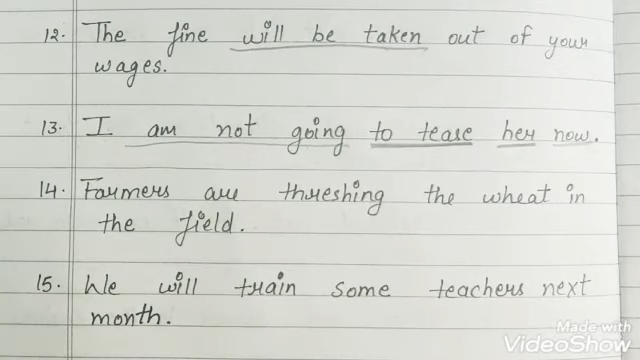 12. The fine will be taken out of your
wages.
13. I am not going to tease her now.
14. Farmers are threshing the wheat in
the field.
15. We will train some teachers next
month.
Made with
VideoShow